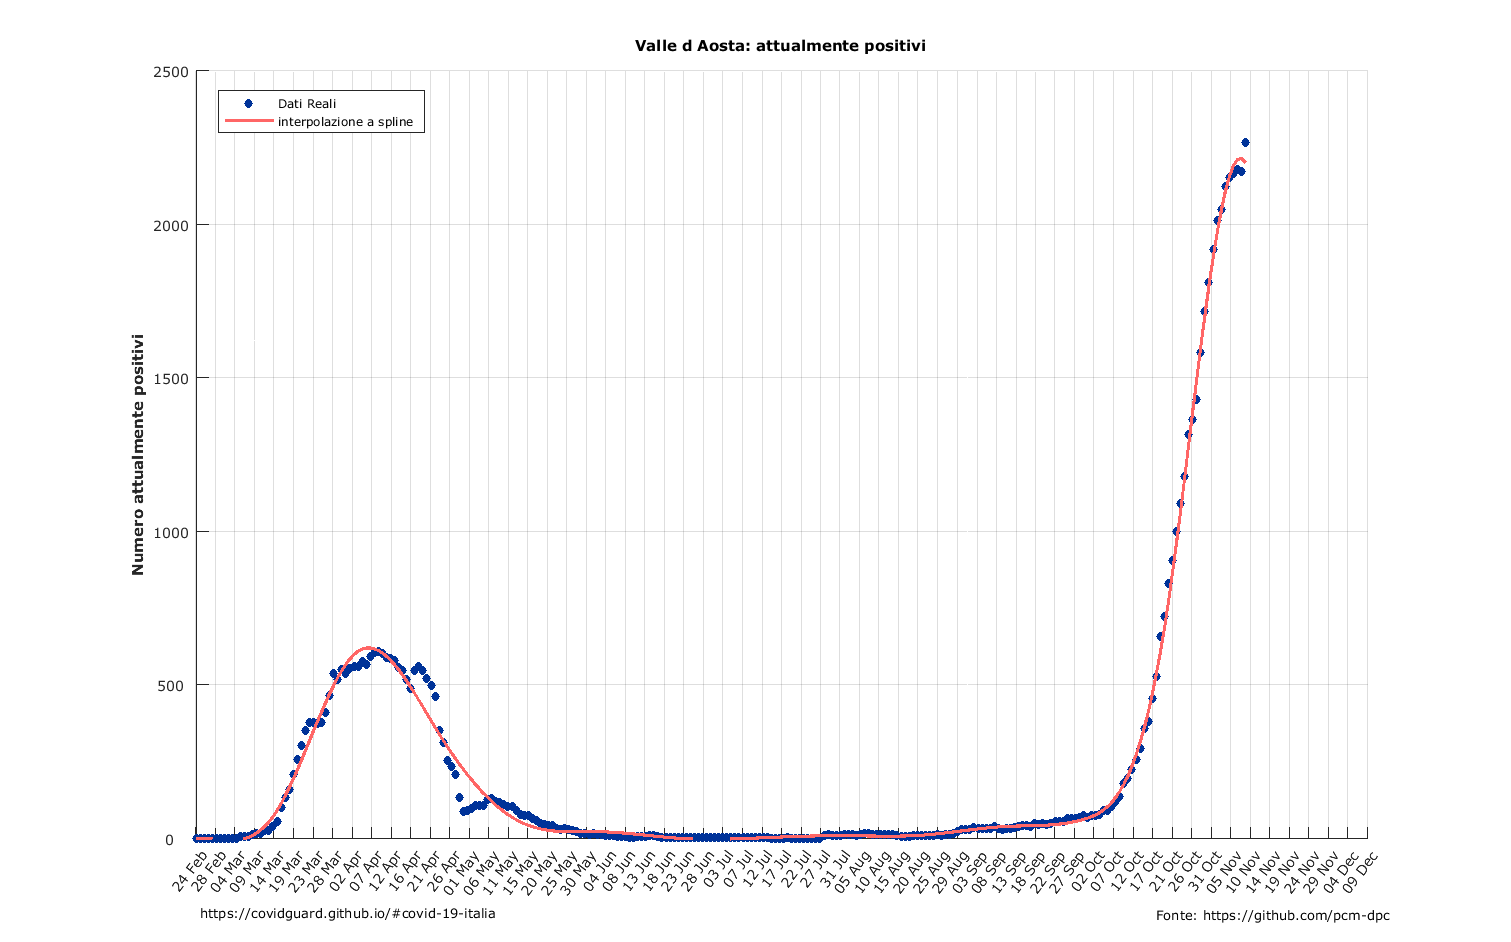 Valle d Aosta: attualmente positivi
2500
Dati Reali
interpolazione a spline
2000
1500
Numero attualmente positivi
1000
500
0
24 Feb
28 Feb
04 Mar
09 Mar
14 Mar
19 Mar
23 Mar
28 Mar
02 Apr
07 Apr
12 Apr
16 Apr
21 Apr
26 Apr
01 May
06 May
11 May
15 May
20 May
25 May
30 May
04 Jun
08 Jun
13 Jun
18 Jun
23 Jun
28 Jun
03 Jul
07 Jul
12 Jul
17 Jul
22 Jul
27 Jul
31 Jul
05 Aug
10 Aug
15 Aug
20 Aug
25 Aug
29 Aug
03 Sep
08 Sep
13 Sep
18 Sep
22 Sep
27 Sep
02 Oct
07 Oct
12 Oct
17 Oct
21 Oct
26 Oct
31 Oct
05 Nov
10 Nov
14 Nov
19 Nov
24 Nov
29 Nov
04 Dec
09 Dec
https://covidguard.github.io/#covid-19-italia
Fonte: https://github.com/pcm-dpc